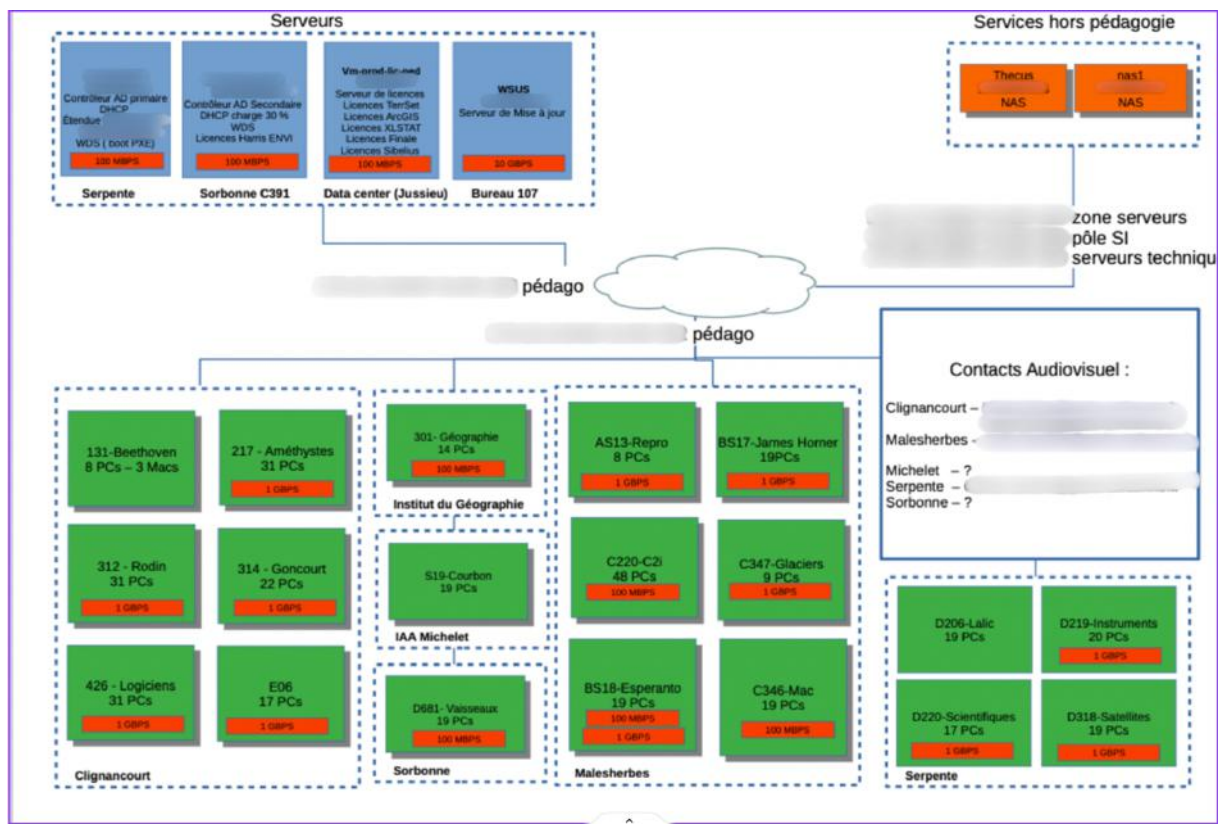 Serveurs
Contrôleur AD primaire
DHCP
Étendue
WDS ( boot PXE)
100 MBPS
Serpente
Contrôleur AD Secondaire
DHCP charge 30 %
WDS
Licences Harris ENVI
100 MBPS
Sorbonne C391
Vm-prod-lic-ped
Serveur de licences
Licences TerrSet
Licences ArcGIS
Licences XLSTAT
Licences Finale
Licences Sibelius
100 MBPS
Data center (Jussieu)
WSUS
Serveur de Mise à jour
10 GBPS
Bureau 107
Services hors pédagogie
Thecus
NAS
nas1
NAS
zone serveurs
pôle SI
serveurs techniqu
pédago
pédago
131-Beethoven
8 PCs – 3 Macs
217 - Améthystes
31 PCs
1 GBPS
312 - Rodin
31 PCs
1 GBPS
314 - Goncourt
22 PCs
1 GBPS
426 - Logiciens
31 PCs
1 GBPS
E06
17 PCs
1 GBPS
Clignancourt
301- Géographie
14 PCs
100 MBPS
Institut du Géographie
S19-Courbon
19 PCs
IAA Michelet
D681- Vaisseaux
19 PCs
100 MBPS
Sorbonne
AS13-Repro
8 PCs
1 GBPS
BS17-James Horner
19PCs
1 GBPS
C220-C2i
48 PCs
100 MBPS
C347-Glaciers
9 PCs
1 GBPS
BS18-Esperanto
19 PCs
100 MBPS
1 GBPS
C346-Mac
19 PCs
100 MBPS
Malesherbes
Contacts Audiovisuel :
Clignancourt –
Malesherbes -
Michelet – ?
Serpente –
Sorbonne – ?
D206-Lalic
19 PCs
D219-Instruments
20 PCs
1 GBPS
D220-Scientifiques
17 PCs
1 GBPS
D318-Satellites
19 PCs
1 GBPS
Serpente